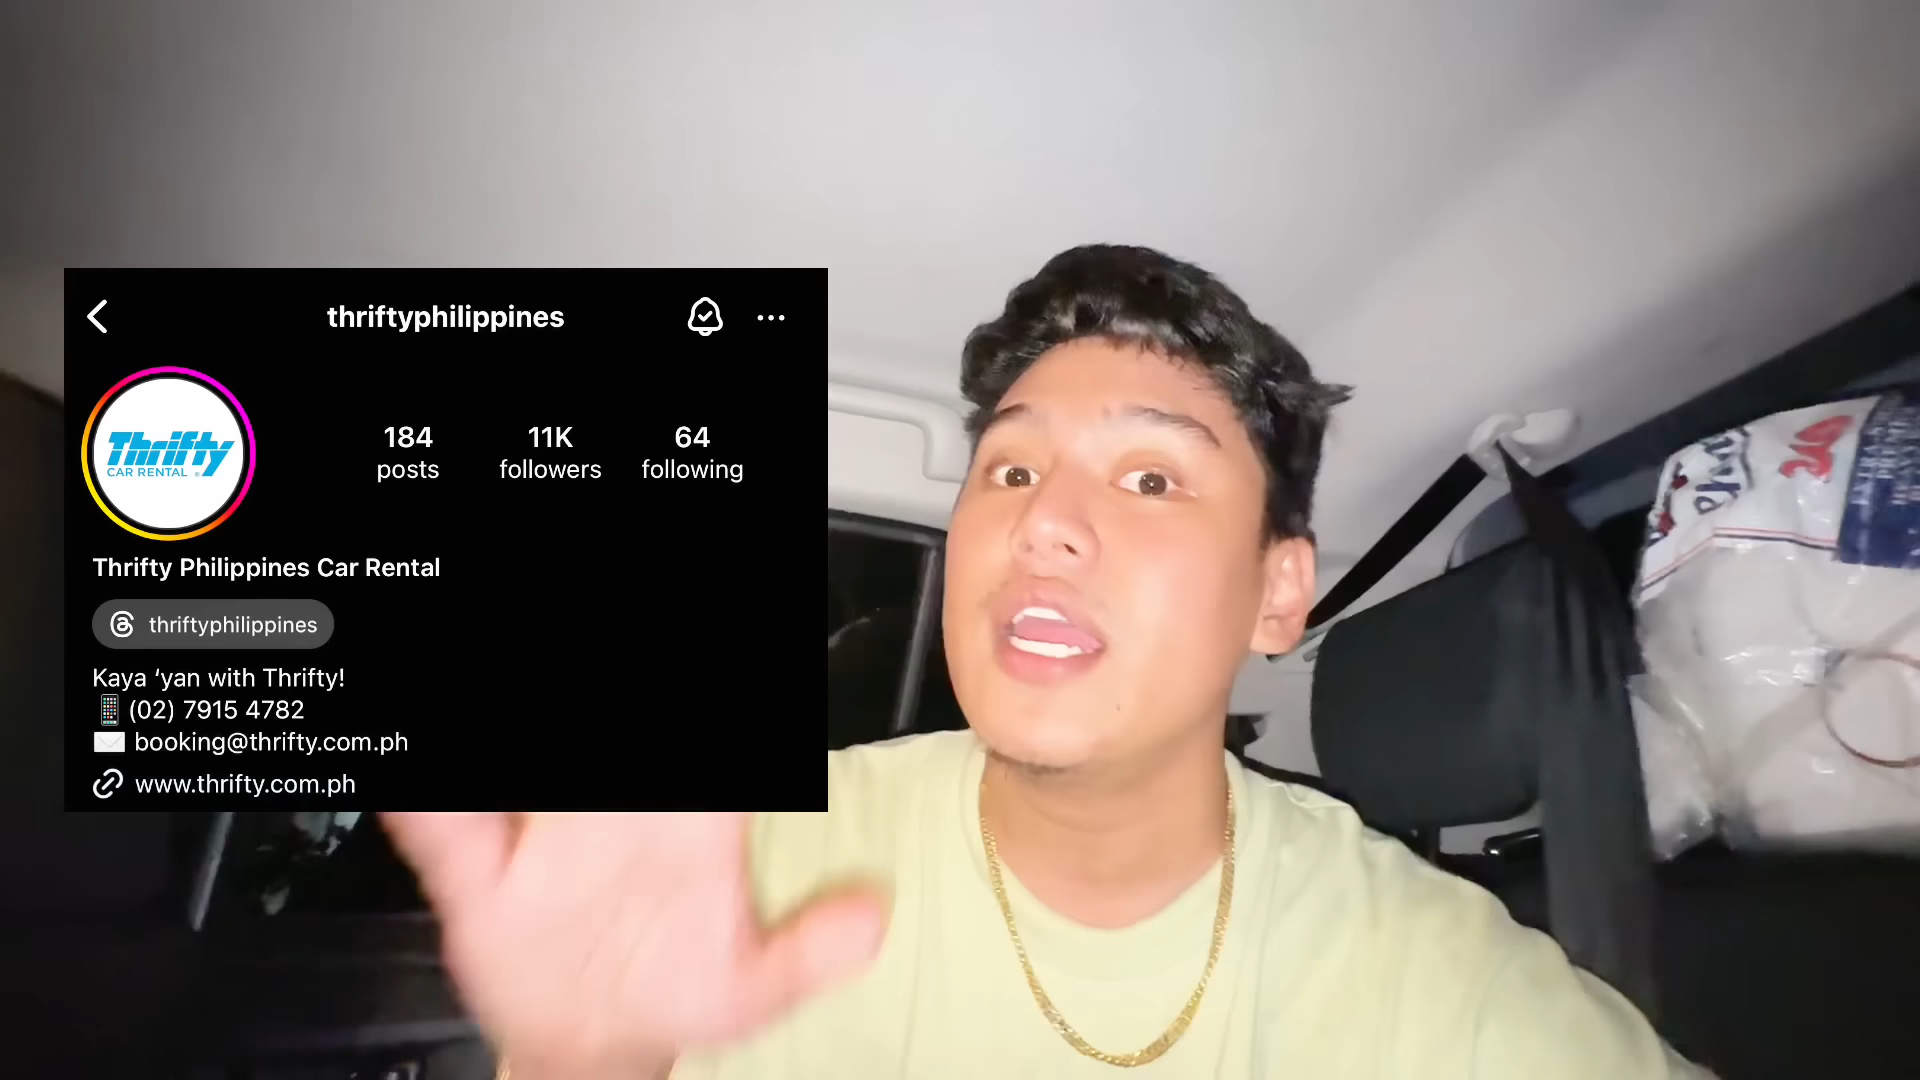 thriftyphilippines
Thrifty
CAR RENTAL
184
posts
11K
followers
64
following
Thrifty Philippines Car Rental
thriftyphilippines
Kaya ‘yan with Thrifty!
(02) 7915 4782
booking@thrifty.com.ph
www.thrifty.com.ph